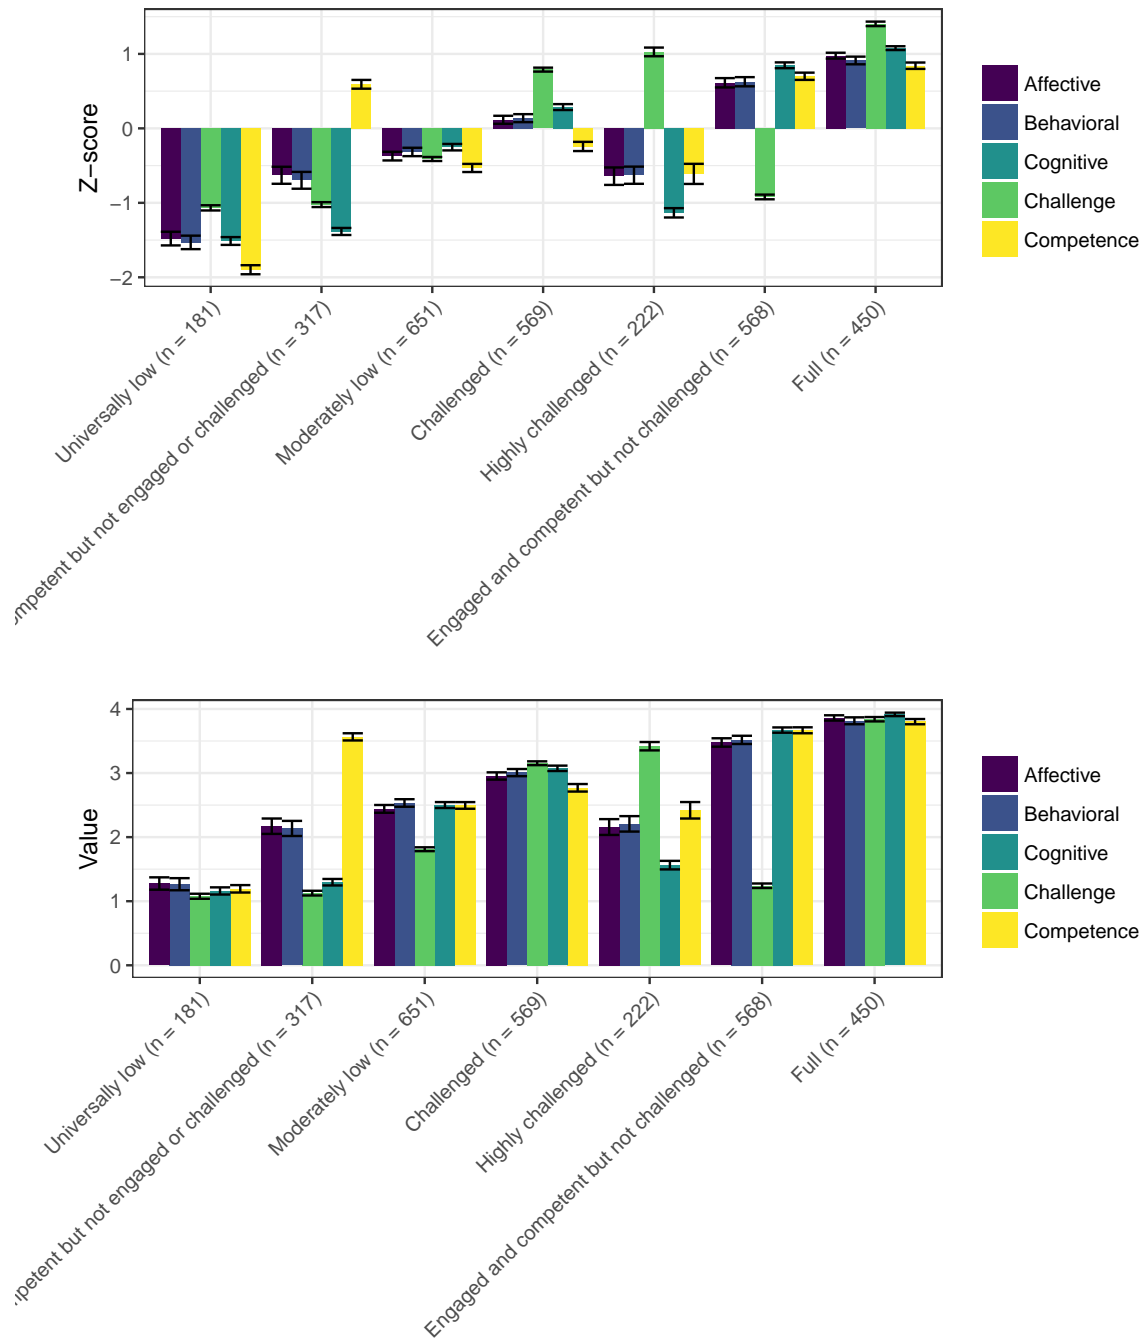 1
0
−1
−2
Z−score
Universally low (n = 181)
but not engaged or challenged (n = 317)
Moderately low (n = 651)
Challenged (n = 569)
Highly challenged (n = 222)
Engaged and competent but not challenged (n = 568)
Full (n = 450)
Affective
Behavioral
Cognitive
Challenge
Competence
4
3
2
1
0
Value
Universally low (n = 181)
but not engaged or challenged (n = 317)
Moderately low (n = 651)
Challenged (n = 569)
Highly challenged (n = 222)
Engaged and competent but not challenged (n = 568)
Full (n = 450)
Affective
Behavioral
Cognitive
Challenge
Competence